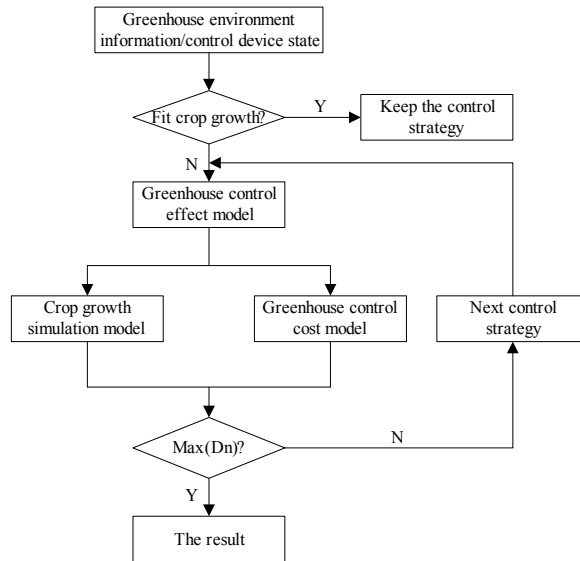 Greenhouse environment
information/control device state
Fit crop growth?
Y
Keep the control
strategy
N
Greenhouse control
effect model
Crop growth
simulation model
Greenhouse control
cost model
Next control
strategy
Max(Dn)?
N
Y
The result